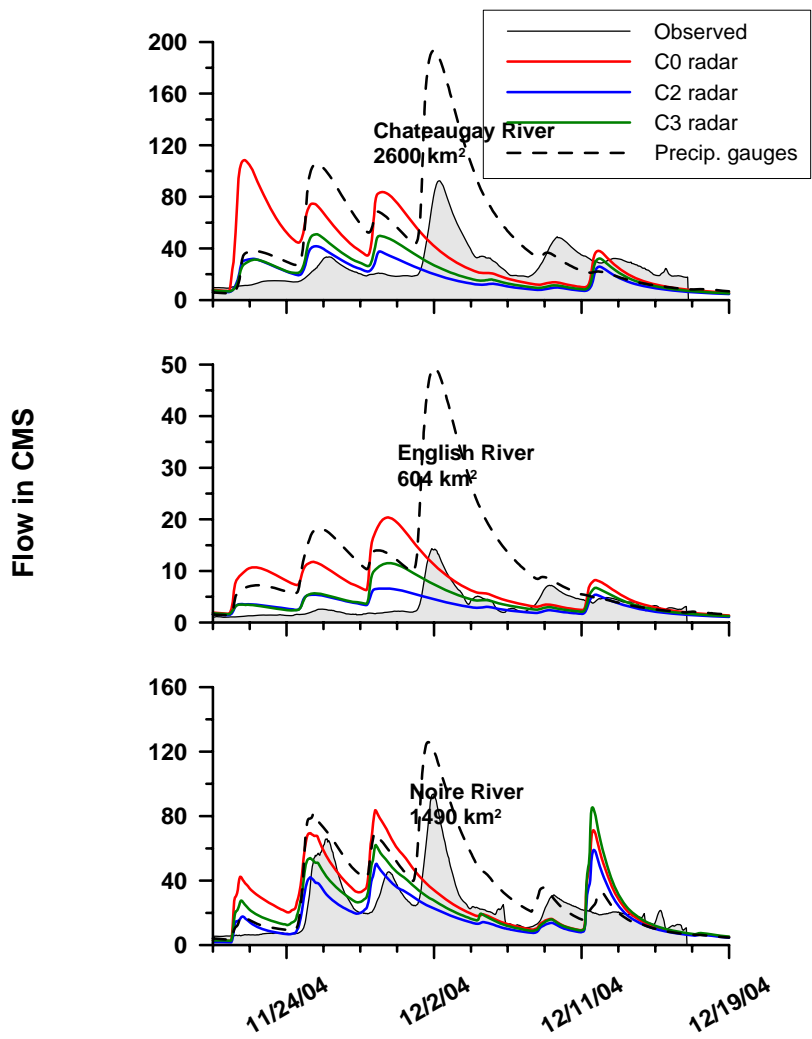 Observed
C0 radar
C2 radar
C3 radar
Precip. gauges
200
160
120
80
40
0
Chateaugay River
2600 km²
50
40
30
20
10
0
English River
604 km²
160
120
80
40
0
Noire River
1490 km²
Flow in CMS
11/24/04
12/2/04
12/11/04
12/19/04